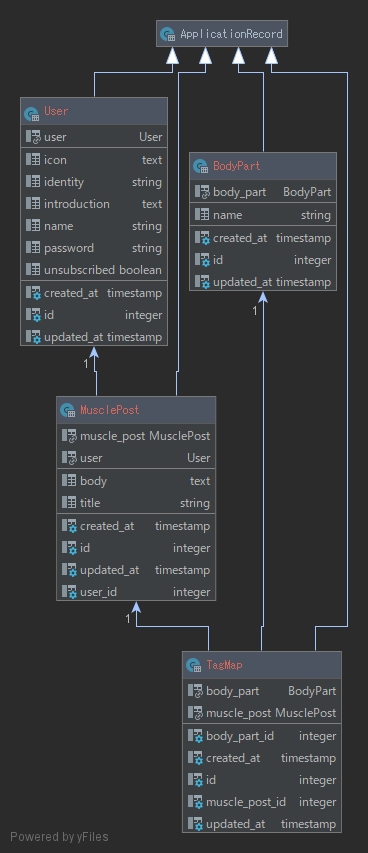 ApplicationRecord
User
user User
icon text
identity string
introduction text
name string
password string
unsubscribed boolean
created_at timestamp
id integer
updated_at timestamp
1
BodyPart
body_part BodyPart
name string
created_at timestamp
id integer
updated_at timestamp
1
MusclePost
muscle_post MusclePost
user User
body text
title string
created_at timestamp
id integer
updated_at timestamp
user_id integer
1
TagMap
body_part BodyPart
muscle_post MusclePost
body_part_id integer
created_at timestamp
id integer
muscle_post_id integer
updated_at timestamp
Powered by yFiles